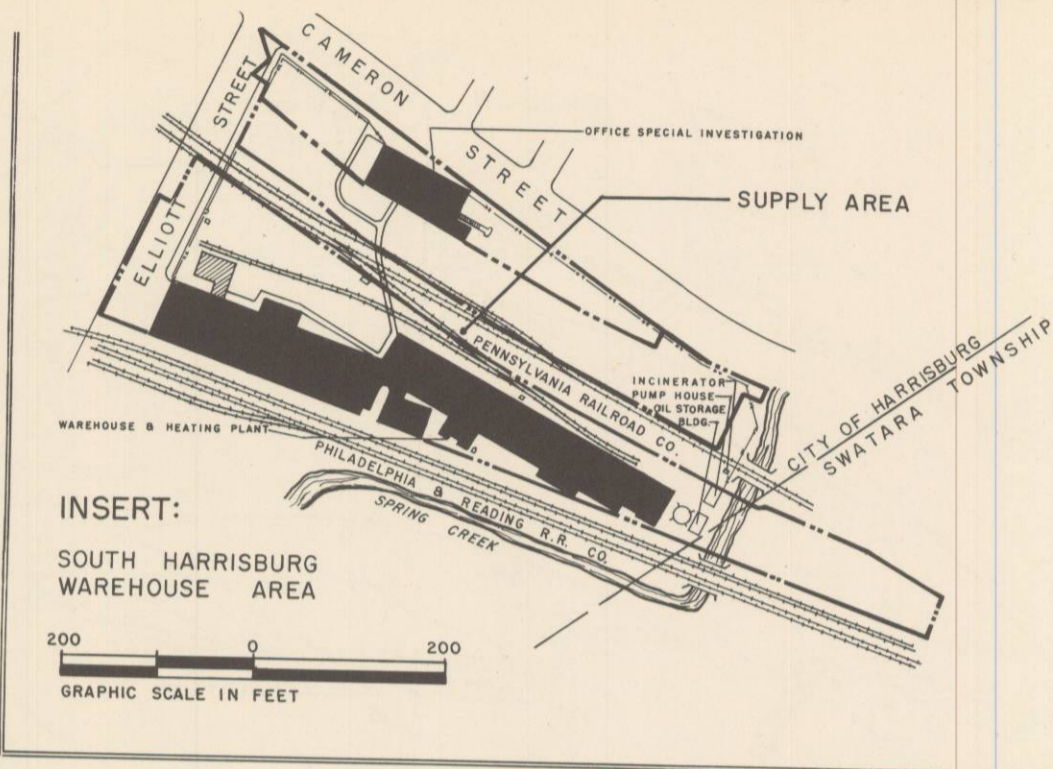 CAMERON
STREET
ELLIOTT
STREET
OFFICE SPECIAL INVESTIGATION
SUPPLY AREA
PENNSYLVANIA RAILROAD CO.
INCINERATOR
PUMP HOUSE
OIL STORAGE
BLDG.
CITY OF HARRISBURG
SWATARA TOWNSHIP
WAREHOUSE & HEATING PLANT
PHILADELPHIA & READING R.R. CO.
SPRING CREEK
INSERT:
SOUTH HARRISBURG
WAREHOUSE AREA
200 0 200
GRAPHIC SCALE IN FEET